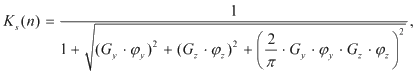 K_s(n) = \frac{1}{1 + \sqrt{(G_y \cdot \varphi_y)^2 + (G_z \cdot \varphi_z)^2 + \left(\frac{2}{\pi} \cdot G_y \cdot \varphi_y \cdot G_z \cdot \varphi_z\right)^2}},